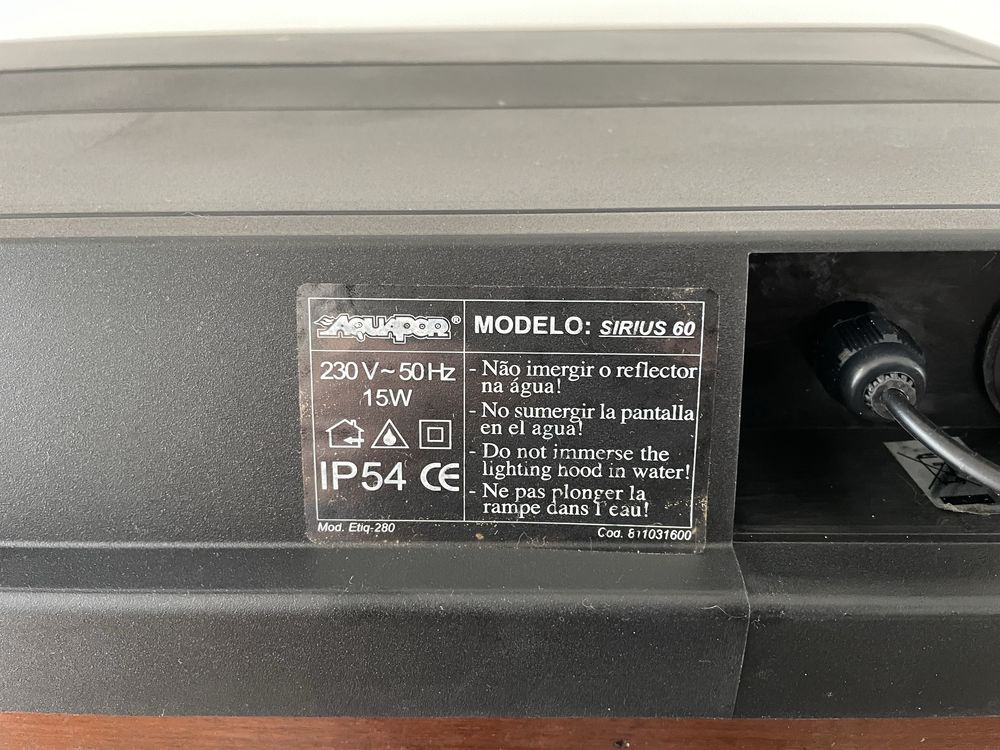 AQUAPOR®
MODELO: SIRIUS 60
230 V ~ 50 Hz
15W
IP54 CE
- Não imergir o reflector
na água!
- No sumergir la pantalla
en el agua!
- Do not immerse the
lighting hood in water!
- Ne pas plonger la
rampe dans l'eau!
Mod. Etiq-280
Cod. 811031600